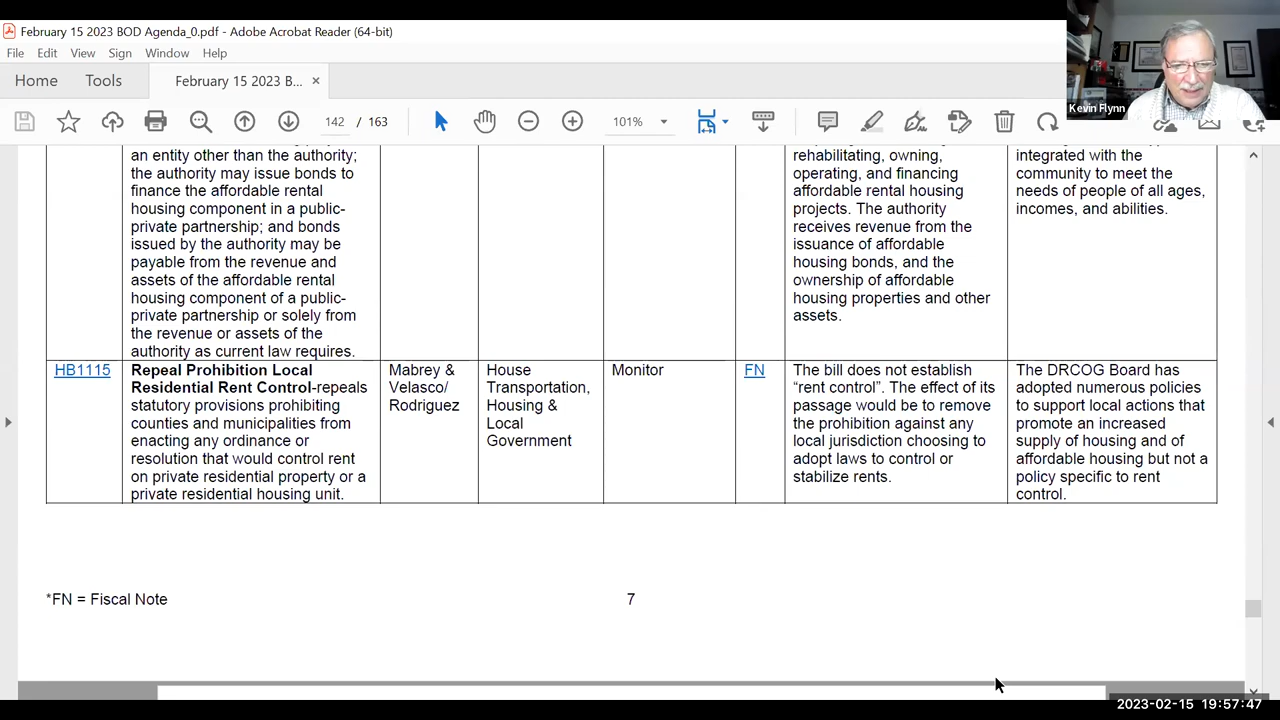 February 15 2023 BOD Agenda_0.pdf - Adobe Acrobat Reader (64-bit)
File Edit View Sign Window Help
Home Tools February 15 2023 B... ×
142 / 163 101%
Kevin Flynn
an entity other than the authority;
the authority may issue bonds to
finance the affordable rental
housing component in a public-
private partnership; and bonds
issued by the authority may be
payable from the revenue and
assets of the affordable rental
housing component of a public-
private partnership or solely from
the revenue or assets of the
authority as current law requires.
rehabilitating, owning,
operating, and financing
affordable rental housing
projects. The authority
receives revenue from the
issuance of affordable
housing bonds, and the
ownership of affordable
housing properties and other
assets.
integrated with the
community to meet the
needs of people of all ages,
incomes, and abilities.
HB1115
Repeal Prohibition Local
Residential Rent Control-repeals
statutory provisions prohibiting
counties and municipalities from
enacting any ordinance or
resolution that would control rent
on private residential property or a
private residential housing unit.
Mabrey &
Velasco/
Rodriguez
House
Transportation,
Housing &
Local
Government
Monitor
FN
The bill does not establish
“rent control”. The effect of its
passage would be to remove
the prohibition against any
local jurisdiction choosing to
adopt laws to control or
stabilize rents.
The DRCOG Board has
adopted numerous policies
to support local actions that
promote an increased
supply of housing and of
affordable housing but not a
policy specific to rent
control.
*FN = Fiscal Note
7
2023-02-15 19:57:47